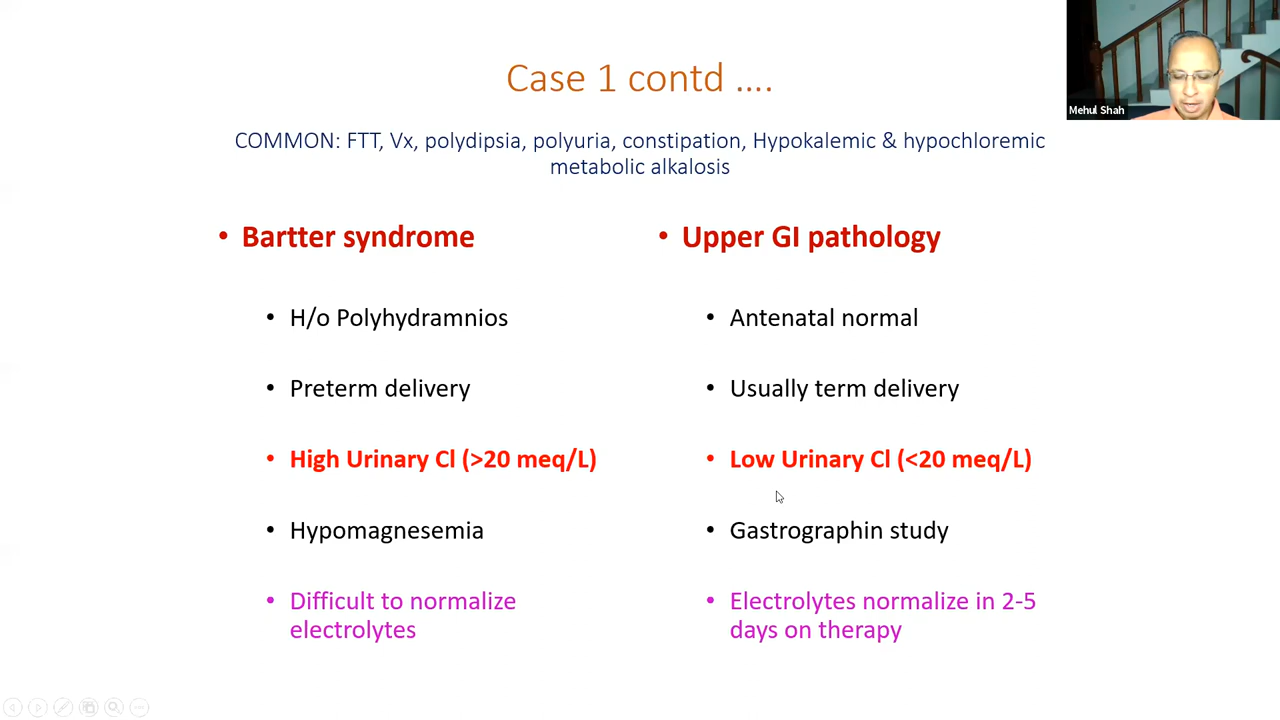 Case 1 contd ....
Mehul Shah
COMMON: FTT, Vx, polydipsia, polyuria, constipation, Hypokalemic & hypochloremic
metabolic alkalosis
• Bartter syndrome
• H/o Polyhydramnios
• Preterm delivery
• High Urinary Cl (>20 meq/L)
• Hypomagnesemia
• Difficult to normalize
electrolytes
• Upper GI pathology
• Antenatal normal
• Usually term delivery
• Low Urinary Cl (<20 meq/L)
• Gastrographin study
• Electrolytes normalize in 2-5
days on therapy